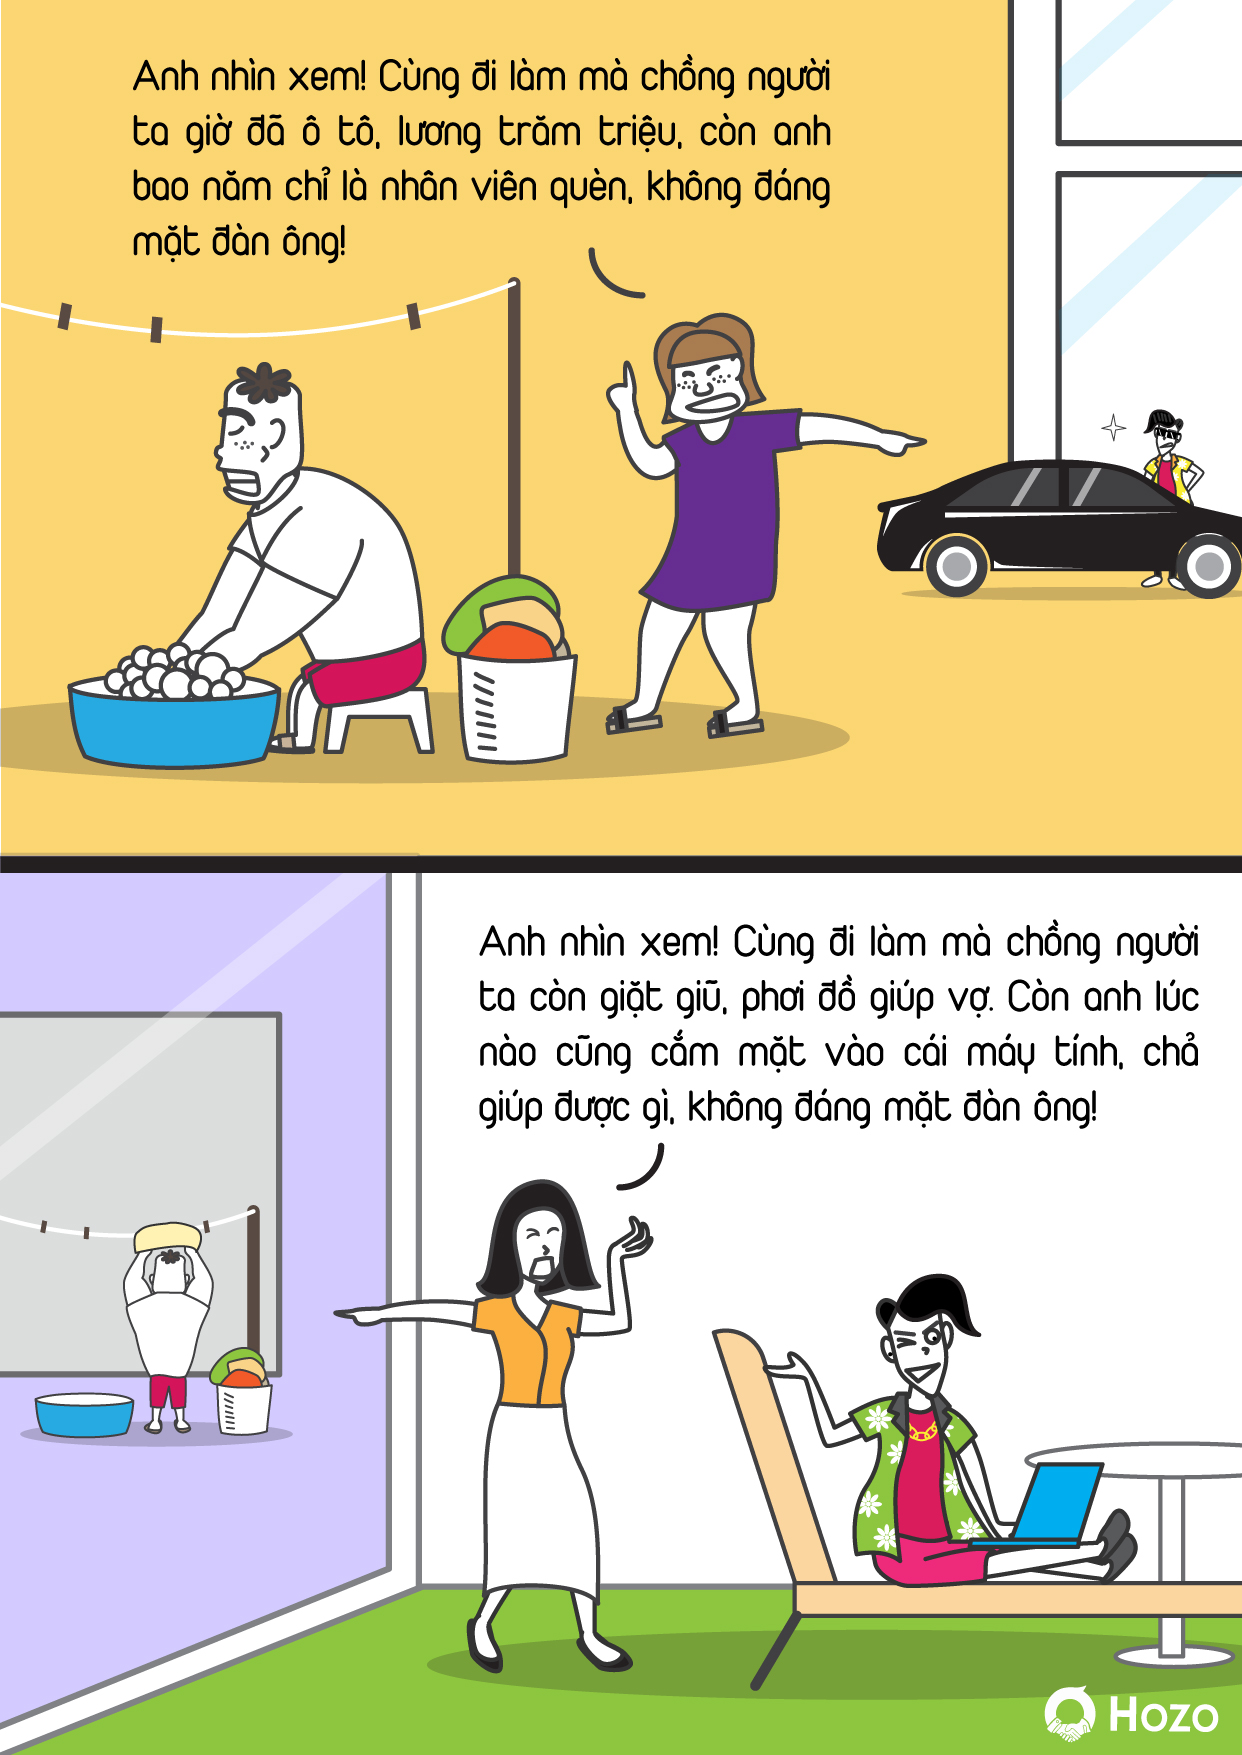 Anh nhìn xem! Cùng đi làm mà chồng người
ta giờ đã ô tô, lương trăm triệu, còn anh
bao năm chỉ là nhân viên quèn, không đáng
mặt đàn ông!
Anh nhìn xem! Cùng đi làm mà chồng người
ta còn giặt giũ, phơi đồ giúp vợ. Còn anh lúc
nào cũng cắm mặt vào cái máy tính, chả
giúp được gì, không đáng mặt đàn ông!
Hozo